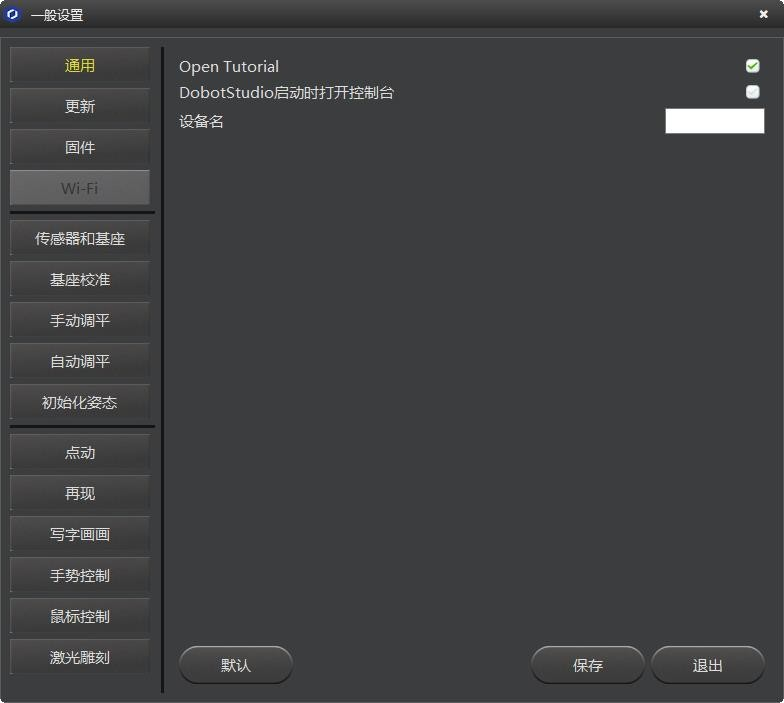 一般设置
通用
更新
固件
Wi-Fi
传感器和基座
基座校准
手动调平
自动调平
初始化姿态
点动
再现
写字画画
手势控制
鼠标控制
激光雕刻
Open Tutorial
DobotStudio启动时打开控制台
设备名
默认
保存
退出